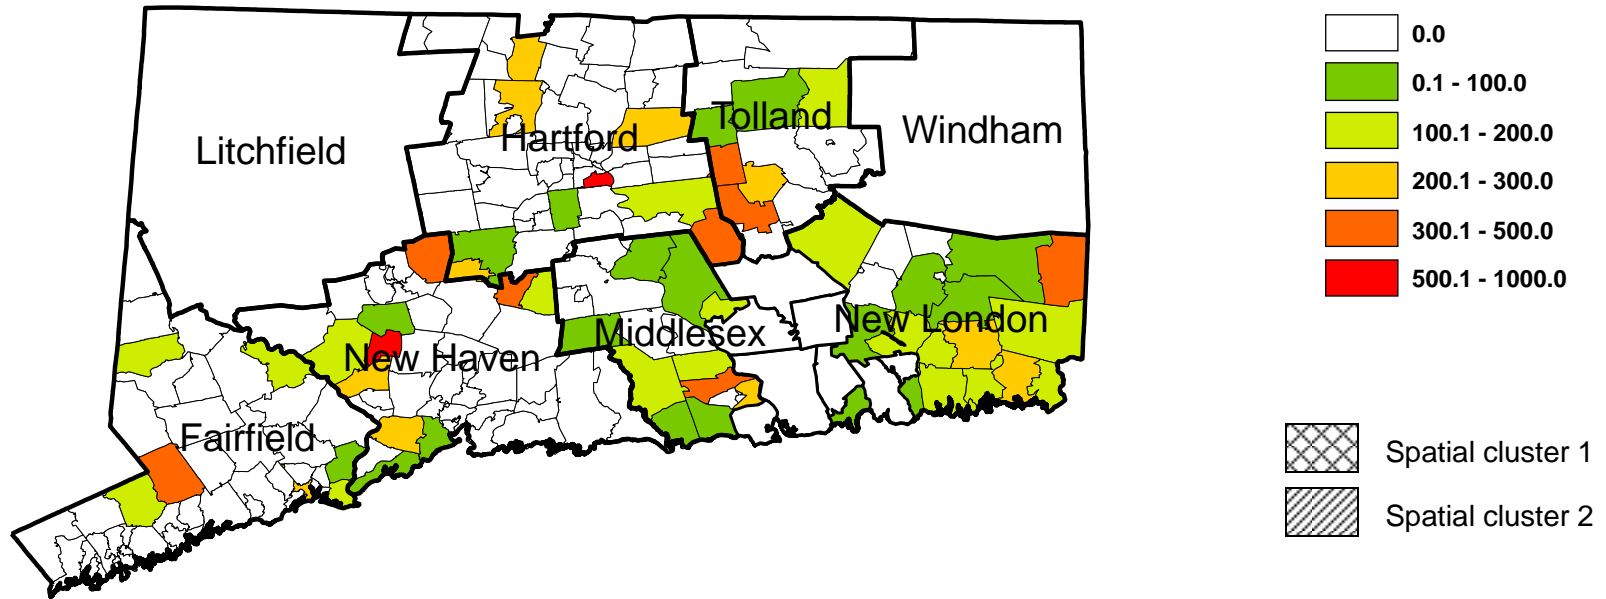 Litchfield
Hartford
Tolland
Windham
New Haven
Middlesex
New London
Fairfield
0.0
0.1 - 100.0
100.1 - 200.0
200.1 - 300.0
300.1 - 500.0
500.1 - 1000.0
Spatial cluster 1
Spatial cluster 2